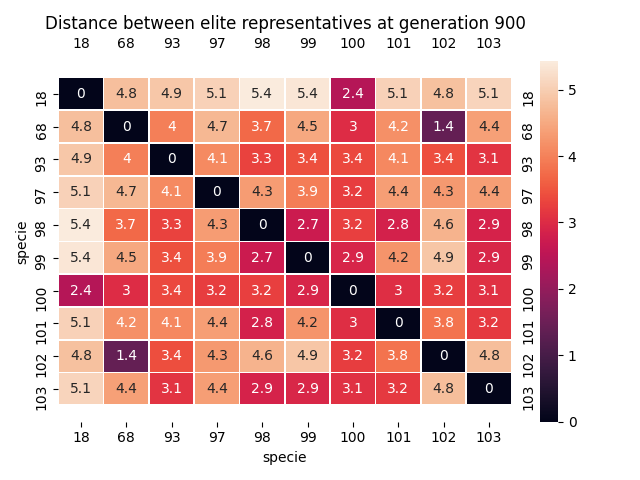 Distance between elite representatives at generation 900
18 68 93 97 98 99 100 101 102 103
18 0 4.8 4.9 5.1 5.4 5.4 2.4 5.1 4.8 5.1 18
68 4.8 0 4 4.7 3.7 4.5 3 4.2 1.4 4.4 68
93 4.9 4 0 4.1 3.3 3.4 3.4 4.1 3.4 3.1 93
97 5.1 4.7 4.1 0 4.3 3.9 3.2 4.4 4.3 4.4 97
98 5.4 3.7 3.3 4.3 0 2.7 3.2 2.8 4.6 2.9 98
99 5.4 4.5 3.4 3.9 2.7 0 2.9 4.2 4.9 2.9 99
100 2.4 3 3.4 3.2 3.2 2.9 0 3 3.2 3.1 100
101 5.1 4.2 4.1 4.4 2.8 4.2 3 0 3.8 3.2 101
102 4.8 1.4 3.4 4.3 4.6 4.9 3.2 3.8 0 4.8 102
103 5.1 4.4 3.1 4.4 2.9 2.9 3.1 3.2 4.8 0 103
18 68 93 97 98 99 100 101 102 103
specie
specie
5
4
3
2
1
0